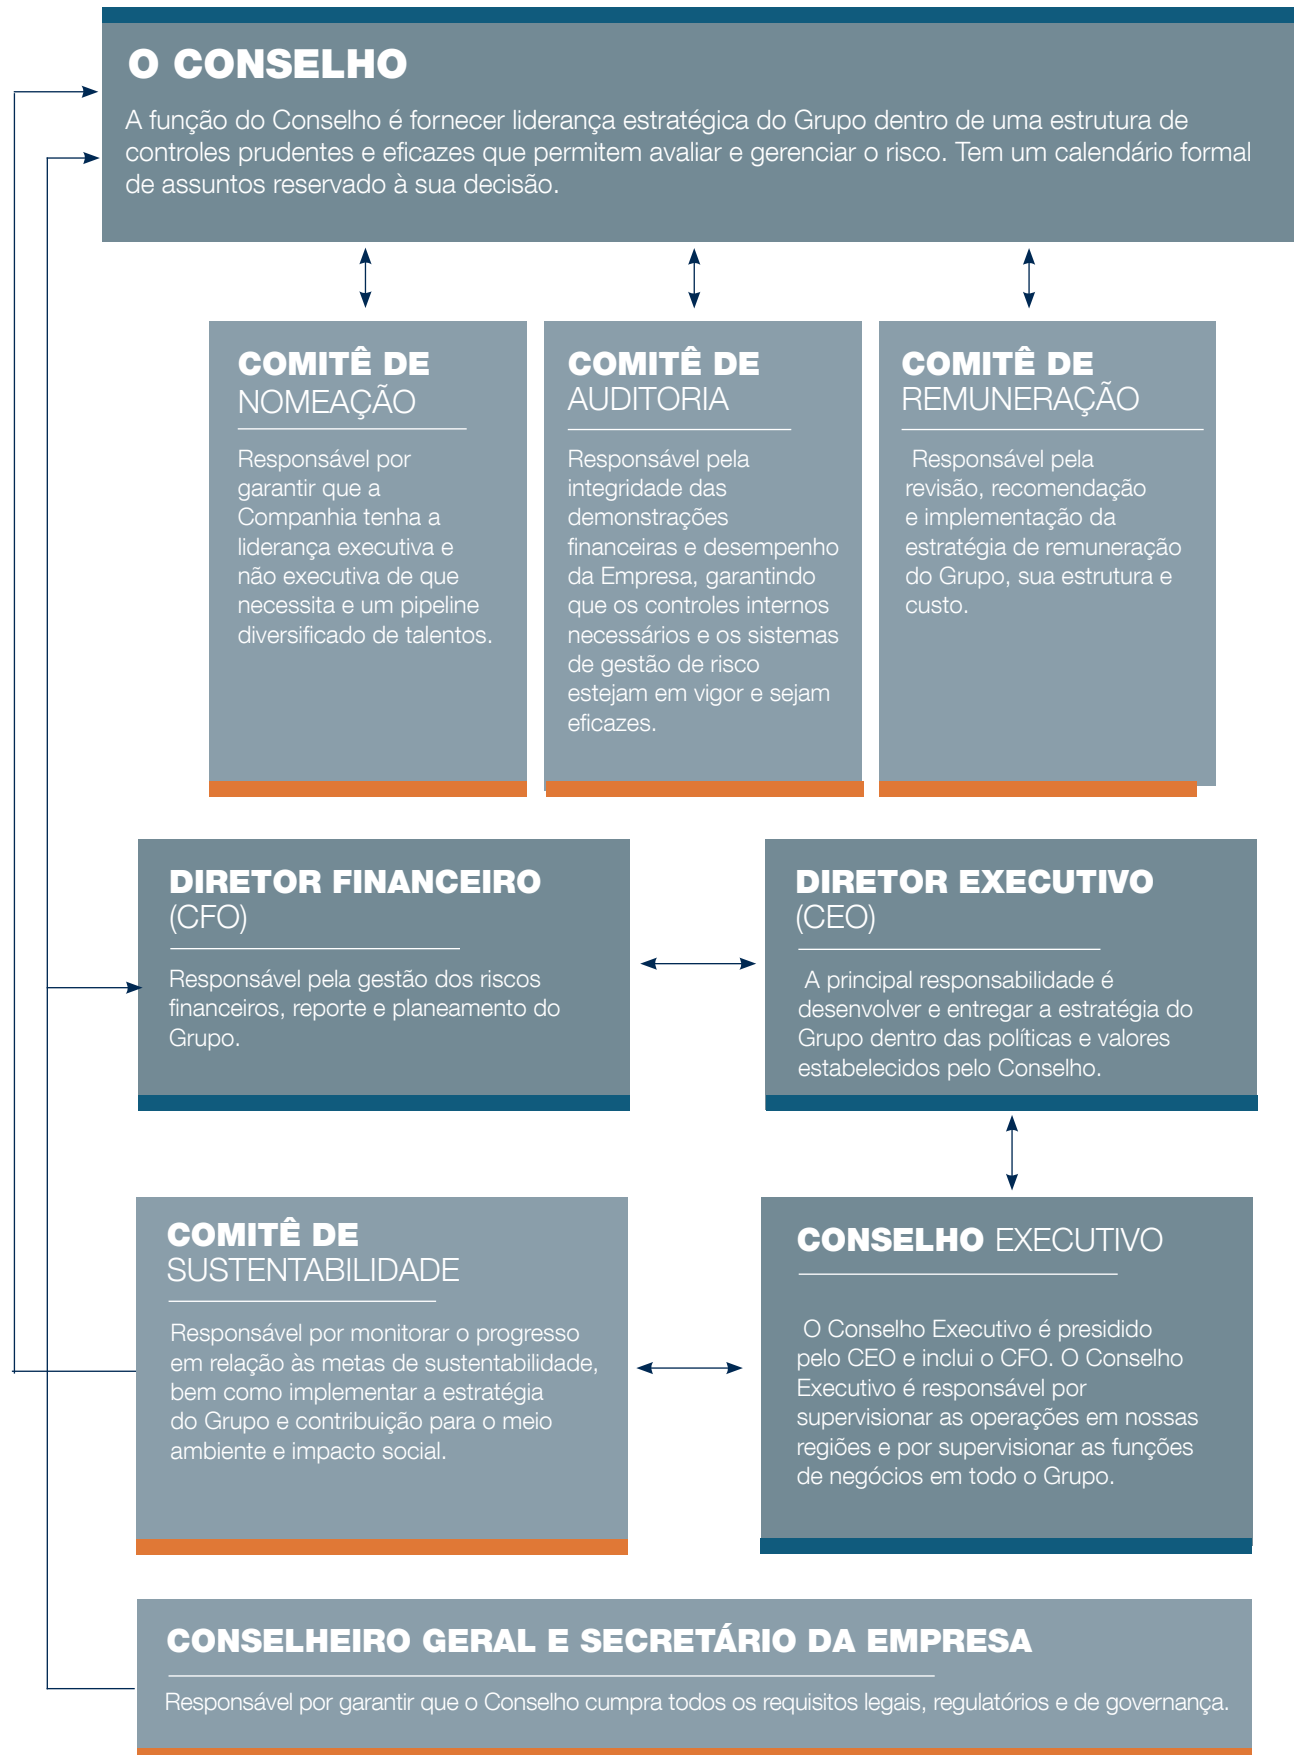 O CONSELHO
A função do Conselho é fornecer liderança estratégica do Grupo dentro de uma estrutura de
controles prudentes e eficazes que permitem avaliar e gerenciar o risco. Tem um calendário formal
de assuntos reservado à sua decisão.
COMITÊ DE
NOMEAÇÃO
Responsável por
garantir que a
Companhia tenha a
liderança executiva e
não executiva de que
necessita e um pipeline
diversificado de talentos.
COMITÊ DE
AUDITORIA
Responsável pela
integridade das
demonstrações
financeiras e desempenho
da Empresa, garantindo
que os controles internos
necessários e os sistemas
de gestão de risco
estejam em vigor e sejam
eficazes.
COMITÊ DE
REMUNERAÇÃO
Responsável pela
revisão, recomendação
e implementação da
estratégia de remuneração
do Grupo, sua estrutura e
custo.
DIRETOR FINANCEIRO
(CFO)
Responsável pela gestão dos riscos
financeiros, reporte e planeamento do
Grupo.
DIRETOR EXECUTIVO
(CEO)
A principal responsabilidade é
desenvolver e entregar a estratégia do
Grupo dentro das políticas e valores
estabelecidos pelo Conselho.
COMITÊ DE
SUSTENTABILIDADE
Responsável por monitorar o progresso
em relação às metas de sustentabilidade,
bem como implementar a estratégia
do Grupo e contribuição para o meio
ambiente e impacto social.
CONSELHO EXECUTIVO
O Conselho Executivo é presidido
pelo CEO e inclui o CFO. O Conselho
Executivo é responsável por
supervisionar as operações em nossas
regiões e por supervisionar as funções
de negócios em todo o Grupo.
CONSELHEIRO GERAL E SECRETÁRIO DA EMPRESA
Responsável por garantir que o Conselho cumpra todos os requisitos legais, regulatórios e de governança.